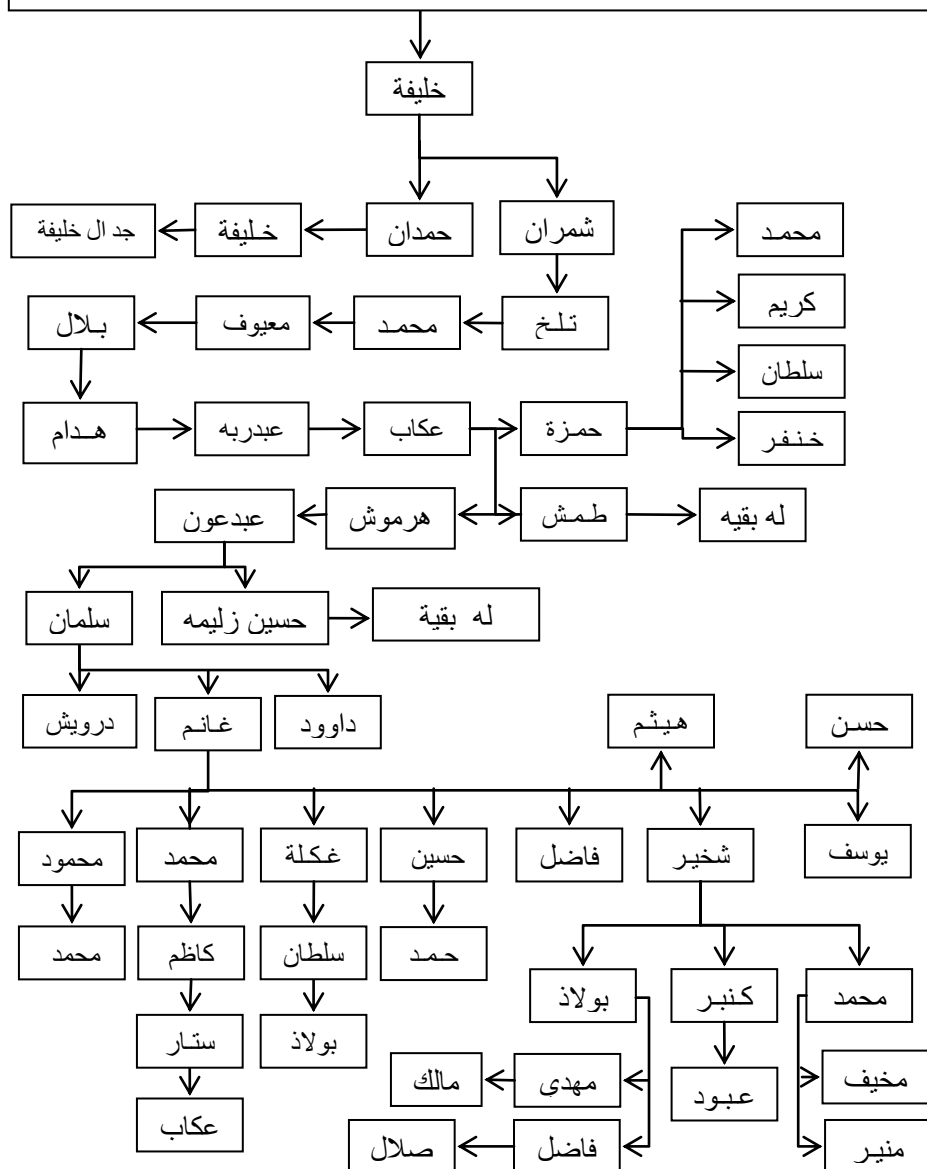 خليفة
شمران
حمدان
خليفة
جد ال خليفة
محمد
كريم
سلطان
خنفر
تلخ
محمد
معيوف
بلال
هدام
عبدربه
عكاب
حمزة
طمش
له بقيه
هرموش
عبدعون
سلمان
حسين زليمه
له بقية
حسن
هيثم
داوود
غانم
درويش
يوسف
شخير
فاضل
حسين
غكلة
محمد
محمود
محمد
كنبر
بولاذ
حمد
سلطان
كاظم
محمد
بولاذ
ستار
مخيف
عبود
مهدي
مالك
عكاب
منير
فاضل
صلال